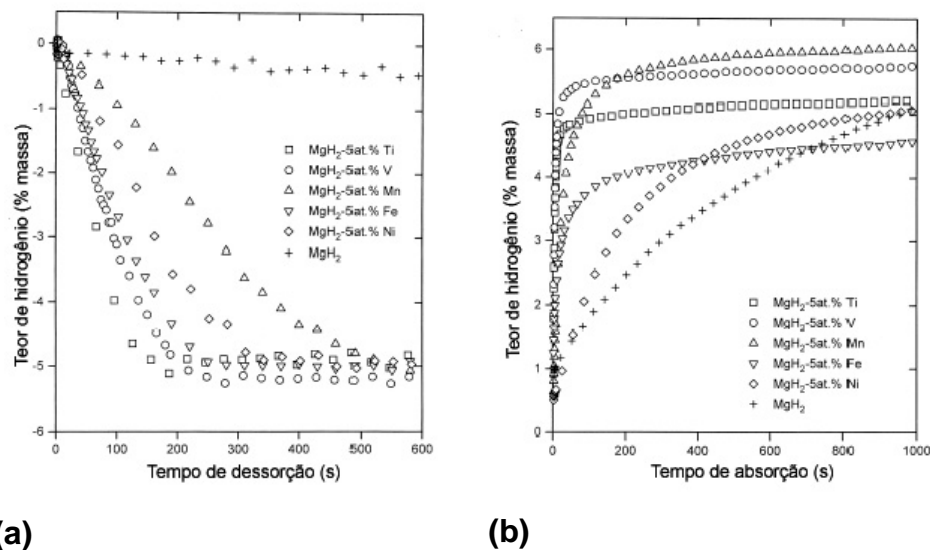 0
-1
-2
-3
-4
-5
-6
Teor de hidrogênio (% massa)
MgH2-5at.% Ti
MgH2-5at.% V
MgH2-5at.% Mn
MgH2-5at.% Fe
MgH2-5at.% Ni
MgH2
0 100 200 300 400 500 600
Tempo de dessorção (s)
(a)
6
5
4
3
2
1
0
Teor de hidrogênio (% massa)
MgH2-5at.% Ti
MgH2-5at.% V
MgH2-5at.% Mn
MgH2-5at.% Fe
MgH2-5at.% Ni
MgH2
0 200 400 600 800 1000
Tempo de absorção (s)
(b)